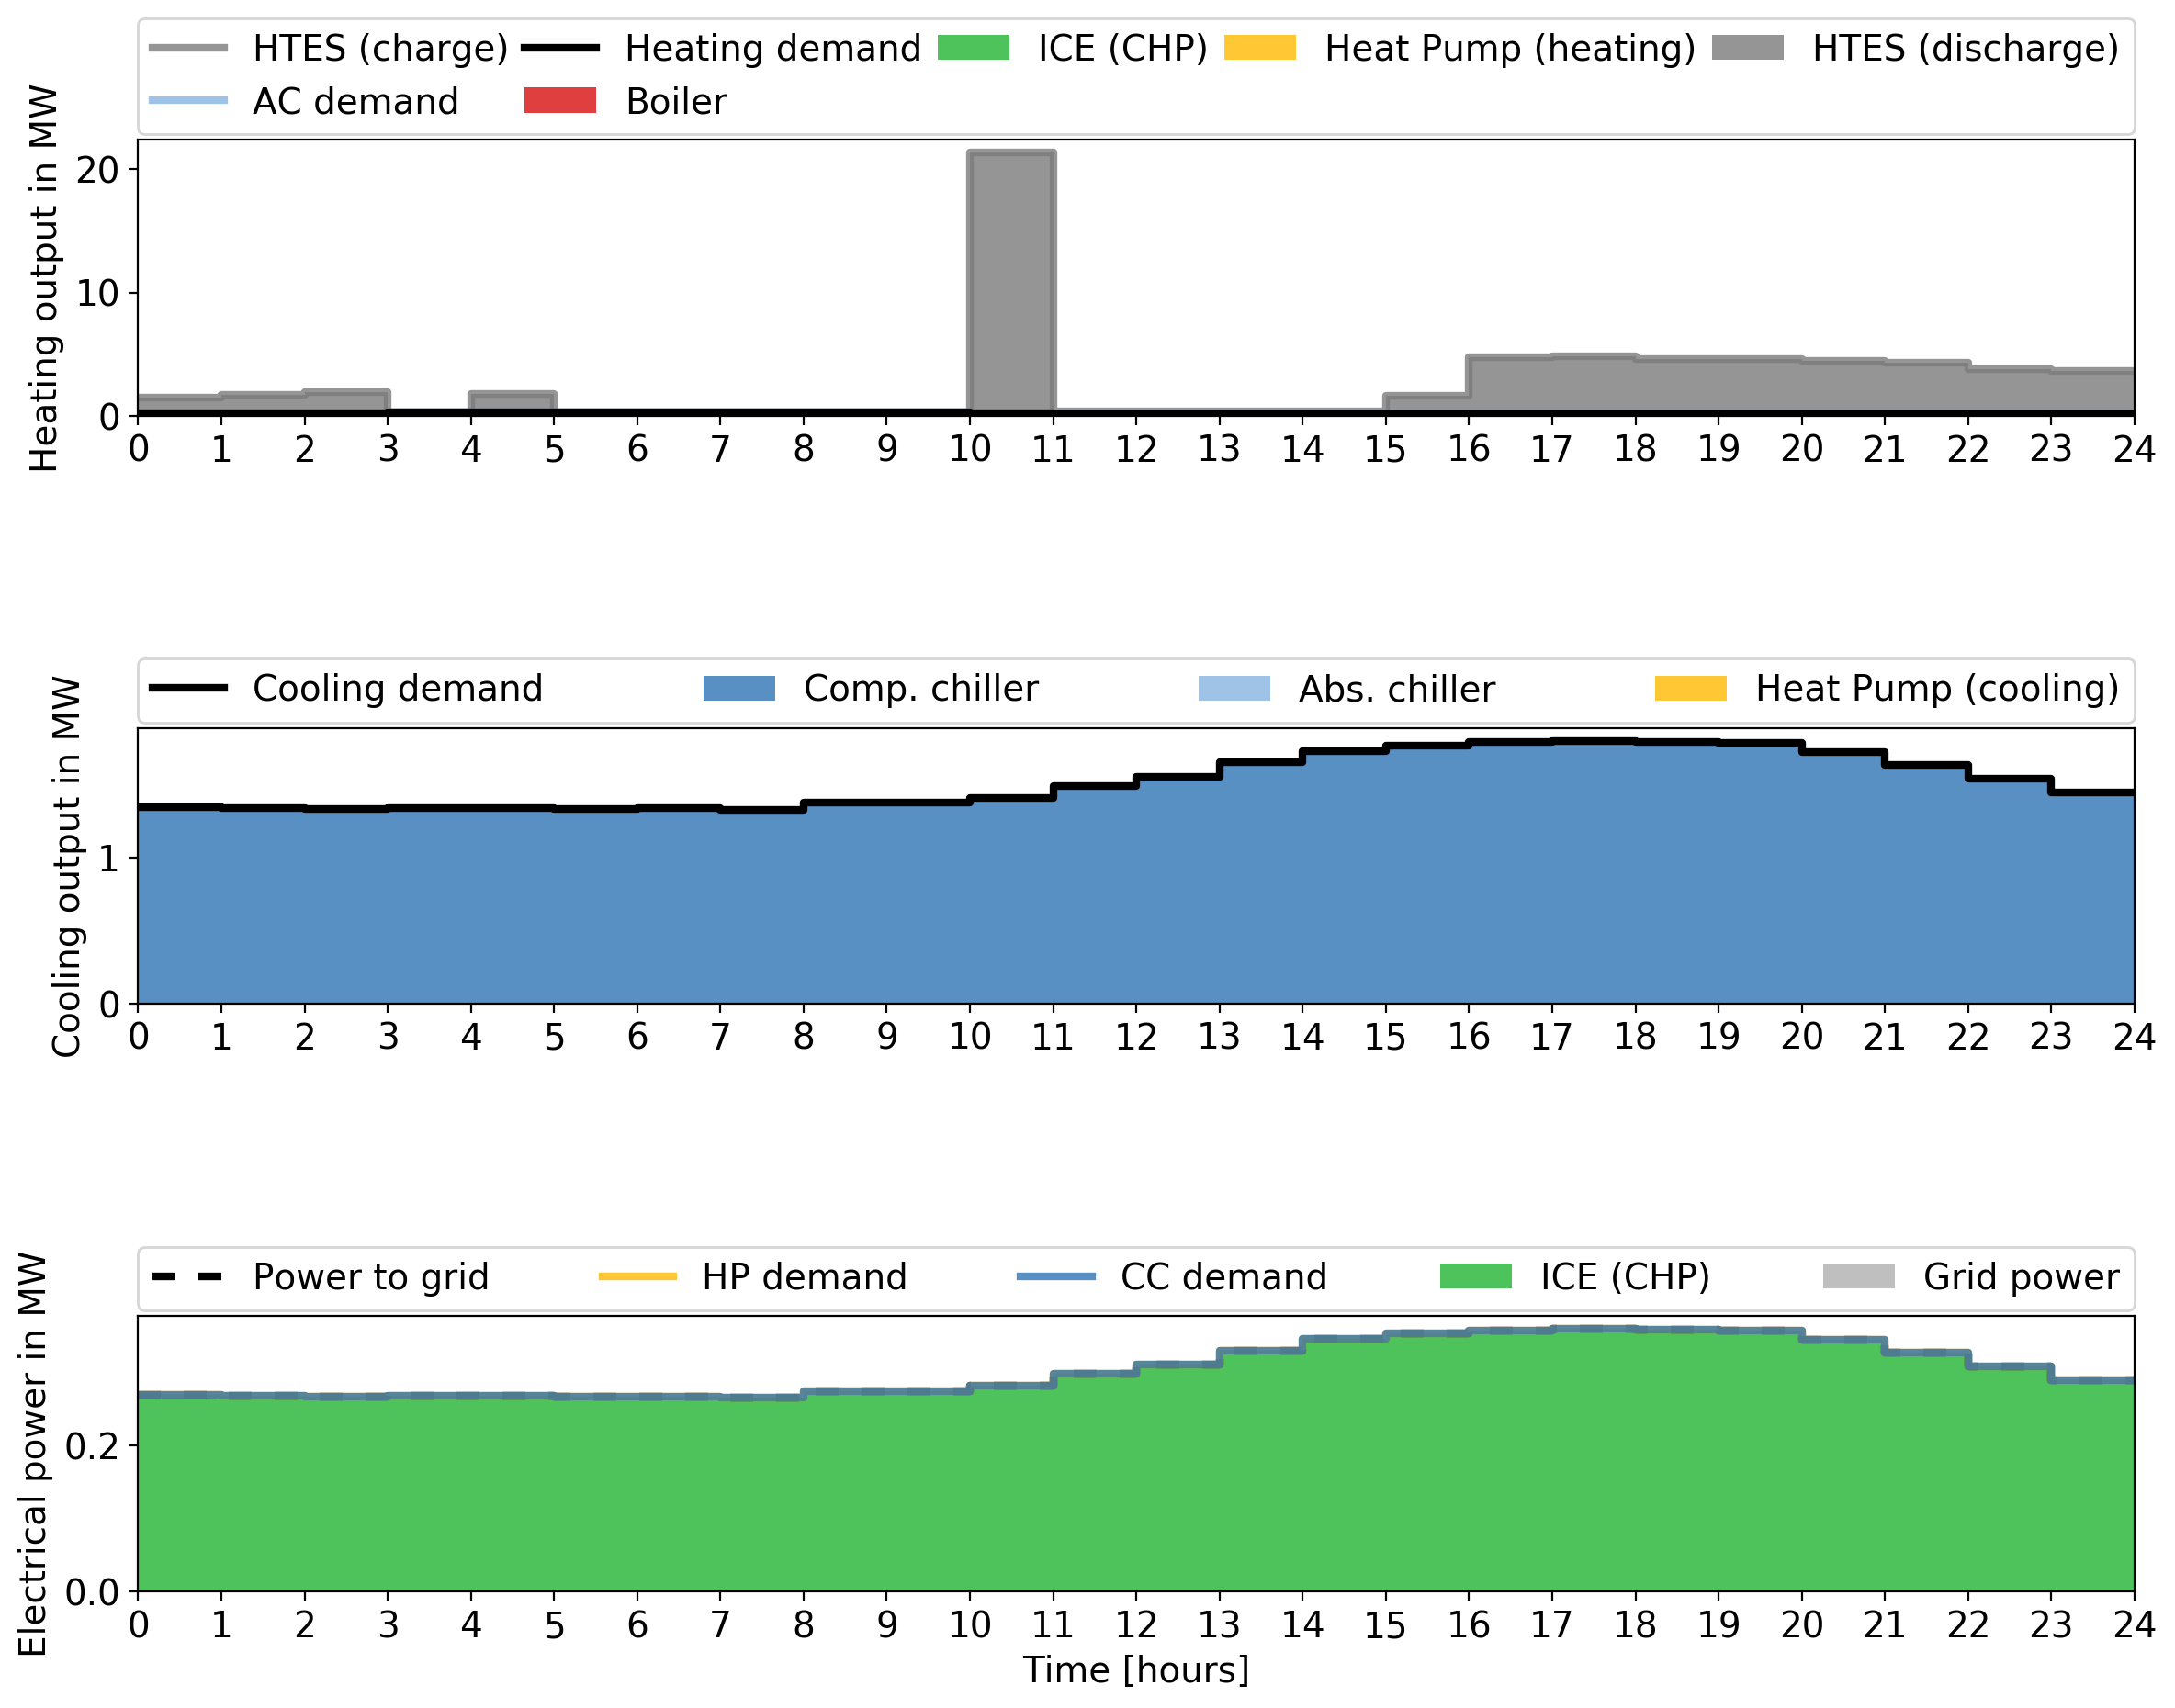 HTES (charge) Heating demand ICE (CHP) Heat Pump (heating) HTES (discharge)
AC demand Boiler
Heating output in MW
20
10
0
0 1 2 3 4 5 6 7 8 9 10 11 12 13 14 15 16 17 18 19 20 21 22 23 24
Cooling demand Comp. chiller Abs. chiller Heat Pump (cooling)
Cooling output in MW
1
0
0 1 2 3 4 5 6 7 8 9 10 11 12 13 14 15 16 17 18 19 20 21 22 23 24
Power to grid HP demand CC demand ICE (CHP) Grid power
Electrical power in MW
0.2
0.0
0 1 2 3 4 5 6 7 8 9 10 11 12 13 14 15 16 17 18 19 20 21 22 23 24
Time [hours]